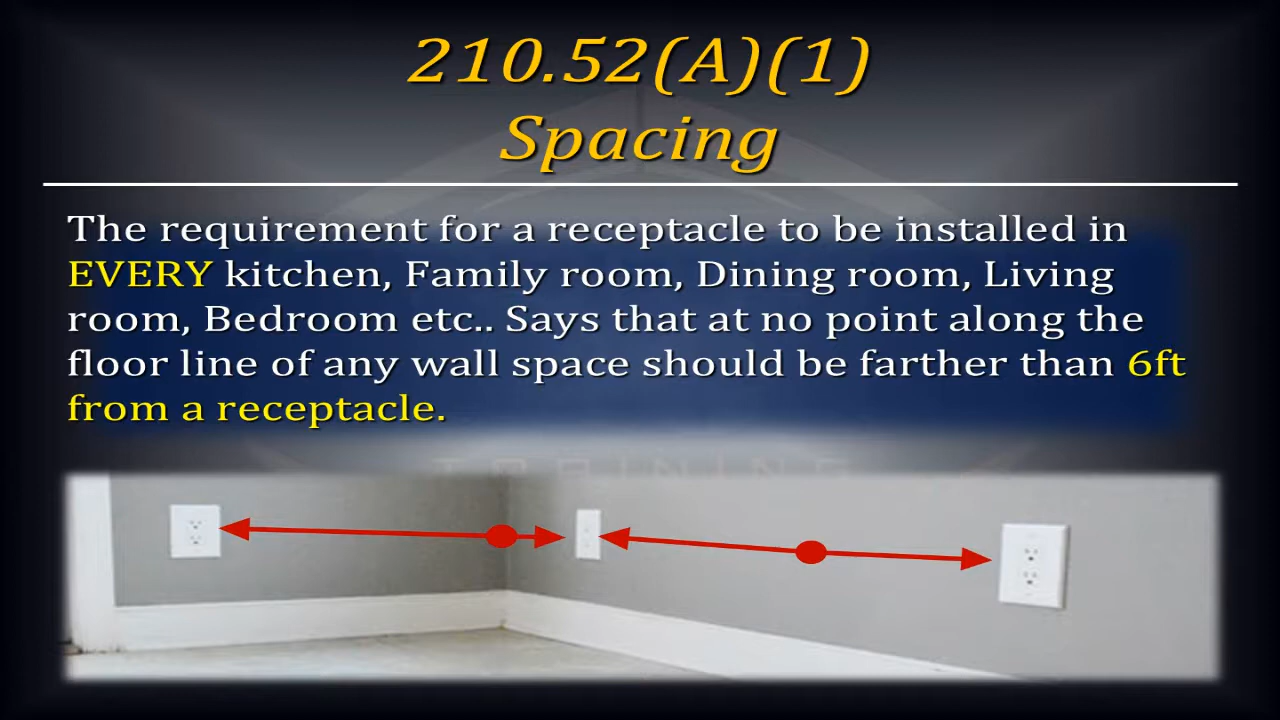 210.52(A)(1)
Spacing
The requirement for a receptacle to be installed in
EVERY kitchen, Family room, Dining room, Living
room, Bedroom etc.. Says that at no point along the
floor line of any wall space should be farther than 6ft
from a receptacle.
TRAINING